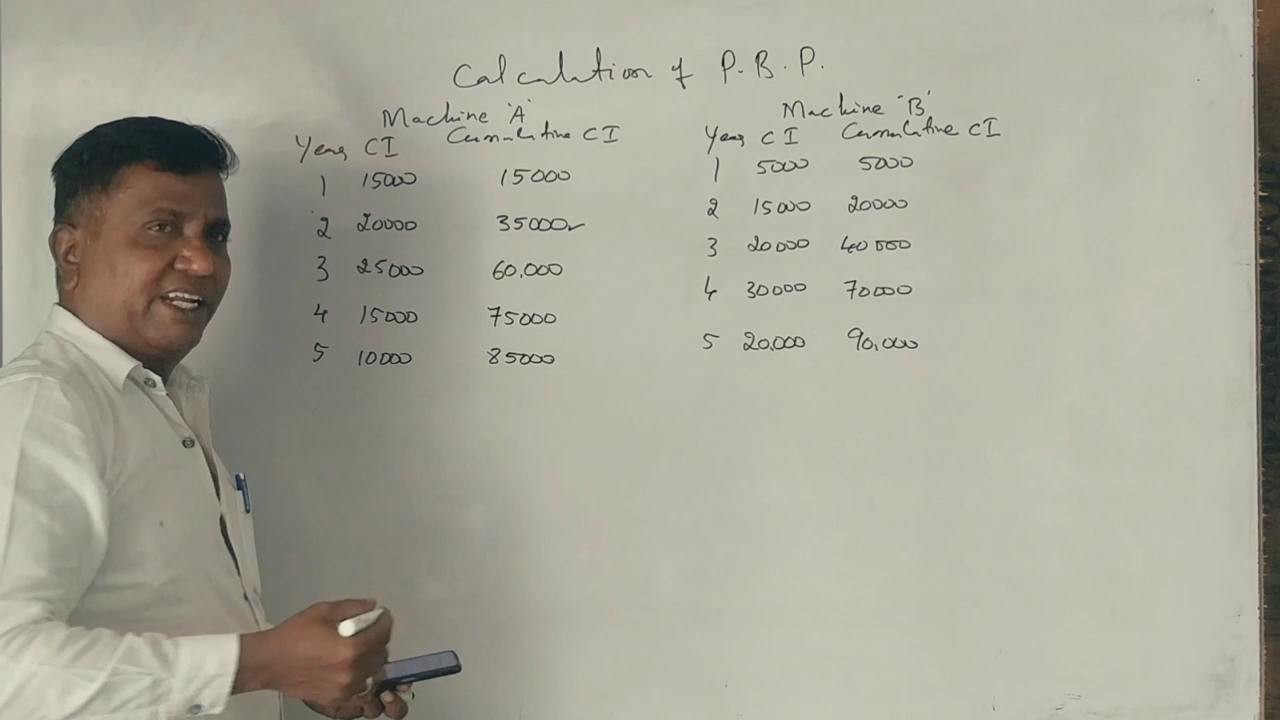 Calculation of P.B.P.
Machine 'A'
Years CI Cumulative CI
1 15000 15000
2 20000 35000✓
3 25000 60,000
4 15000 75000
5 10000 85000
Machine 'B'
Years CI Cumulative CI
1 5000 5000
2 15000 20000
3 20000 40000
4 30000 70000
5 20,000 90,000